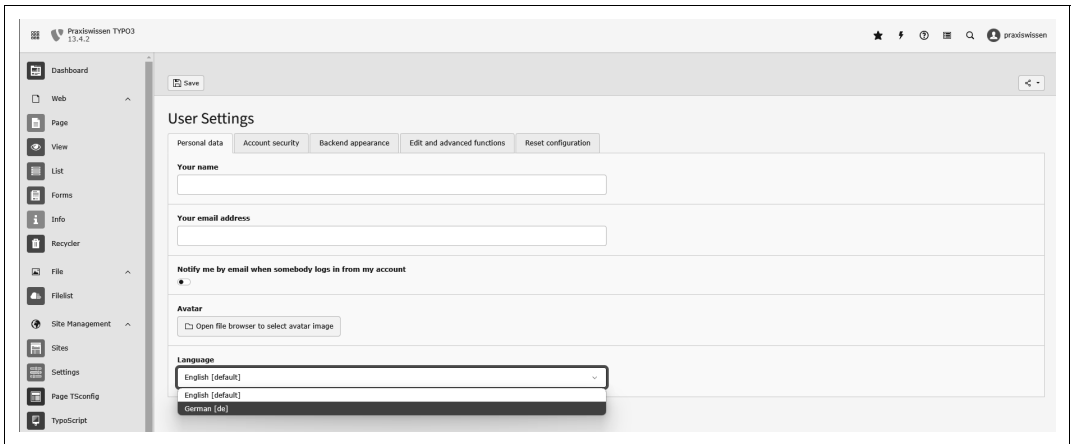 Praxiswissen TYPO3
13.4.2
praxiswissen
Dashboard
Web
Page
View
List
Forms
Info
Recycler
File
Filelist
Site Management
Sites
Settings
Page TSconfig
TypoScript
Save
User Settings
Personal data
Account security
Backend appearance
Edit and advanced functions
Reset configuration
Your name
Your email address
Notify me by email when somebody logs in from my account
Avatar
Open file browser to select avatar image
Language
English [default]
English [default]
German [de]